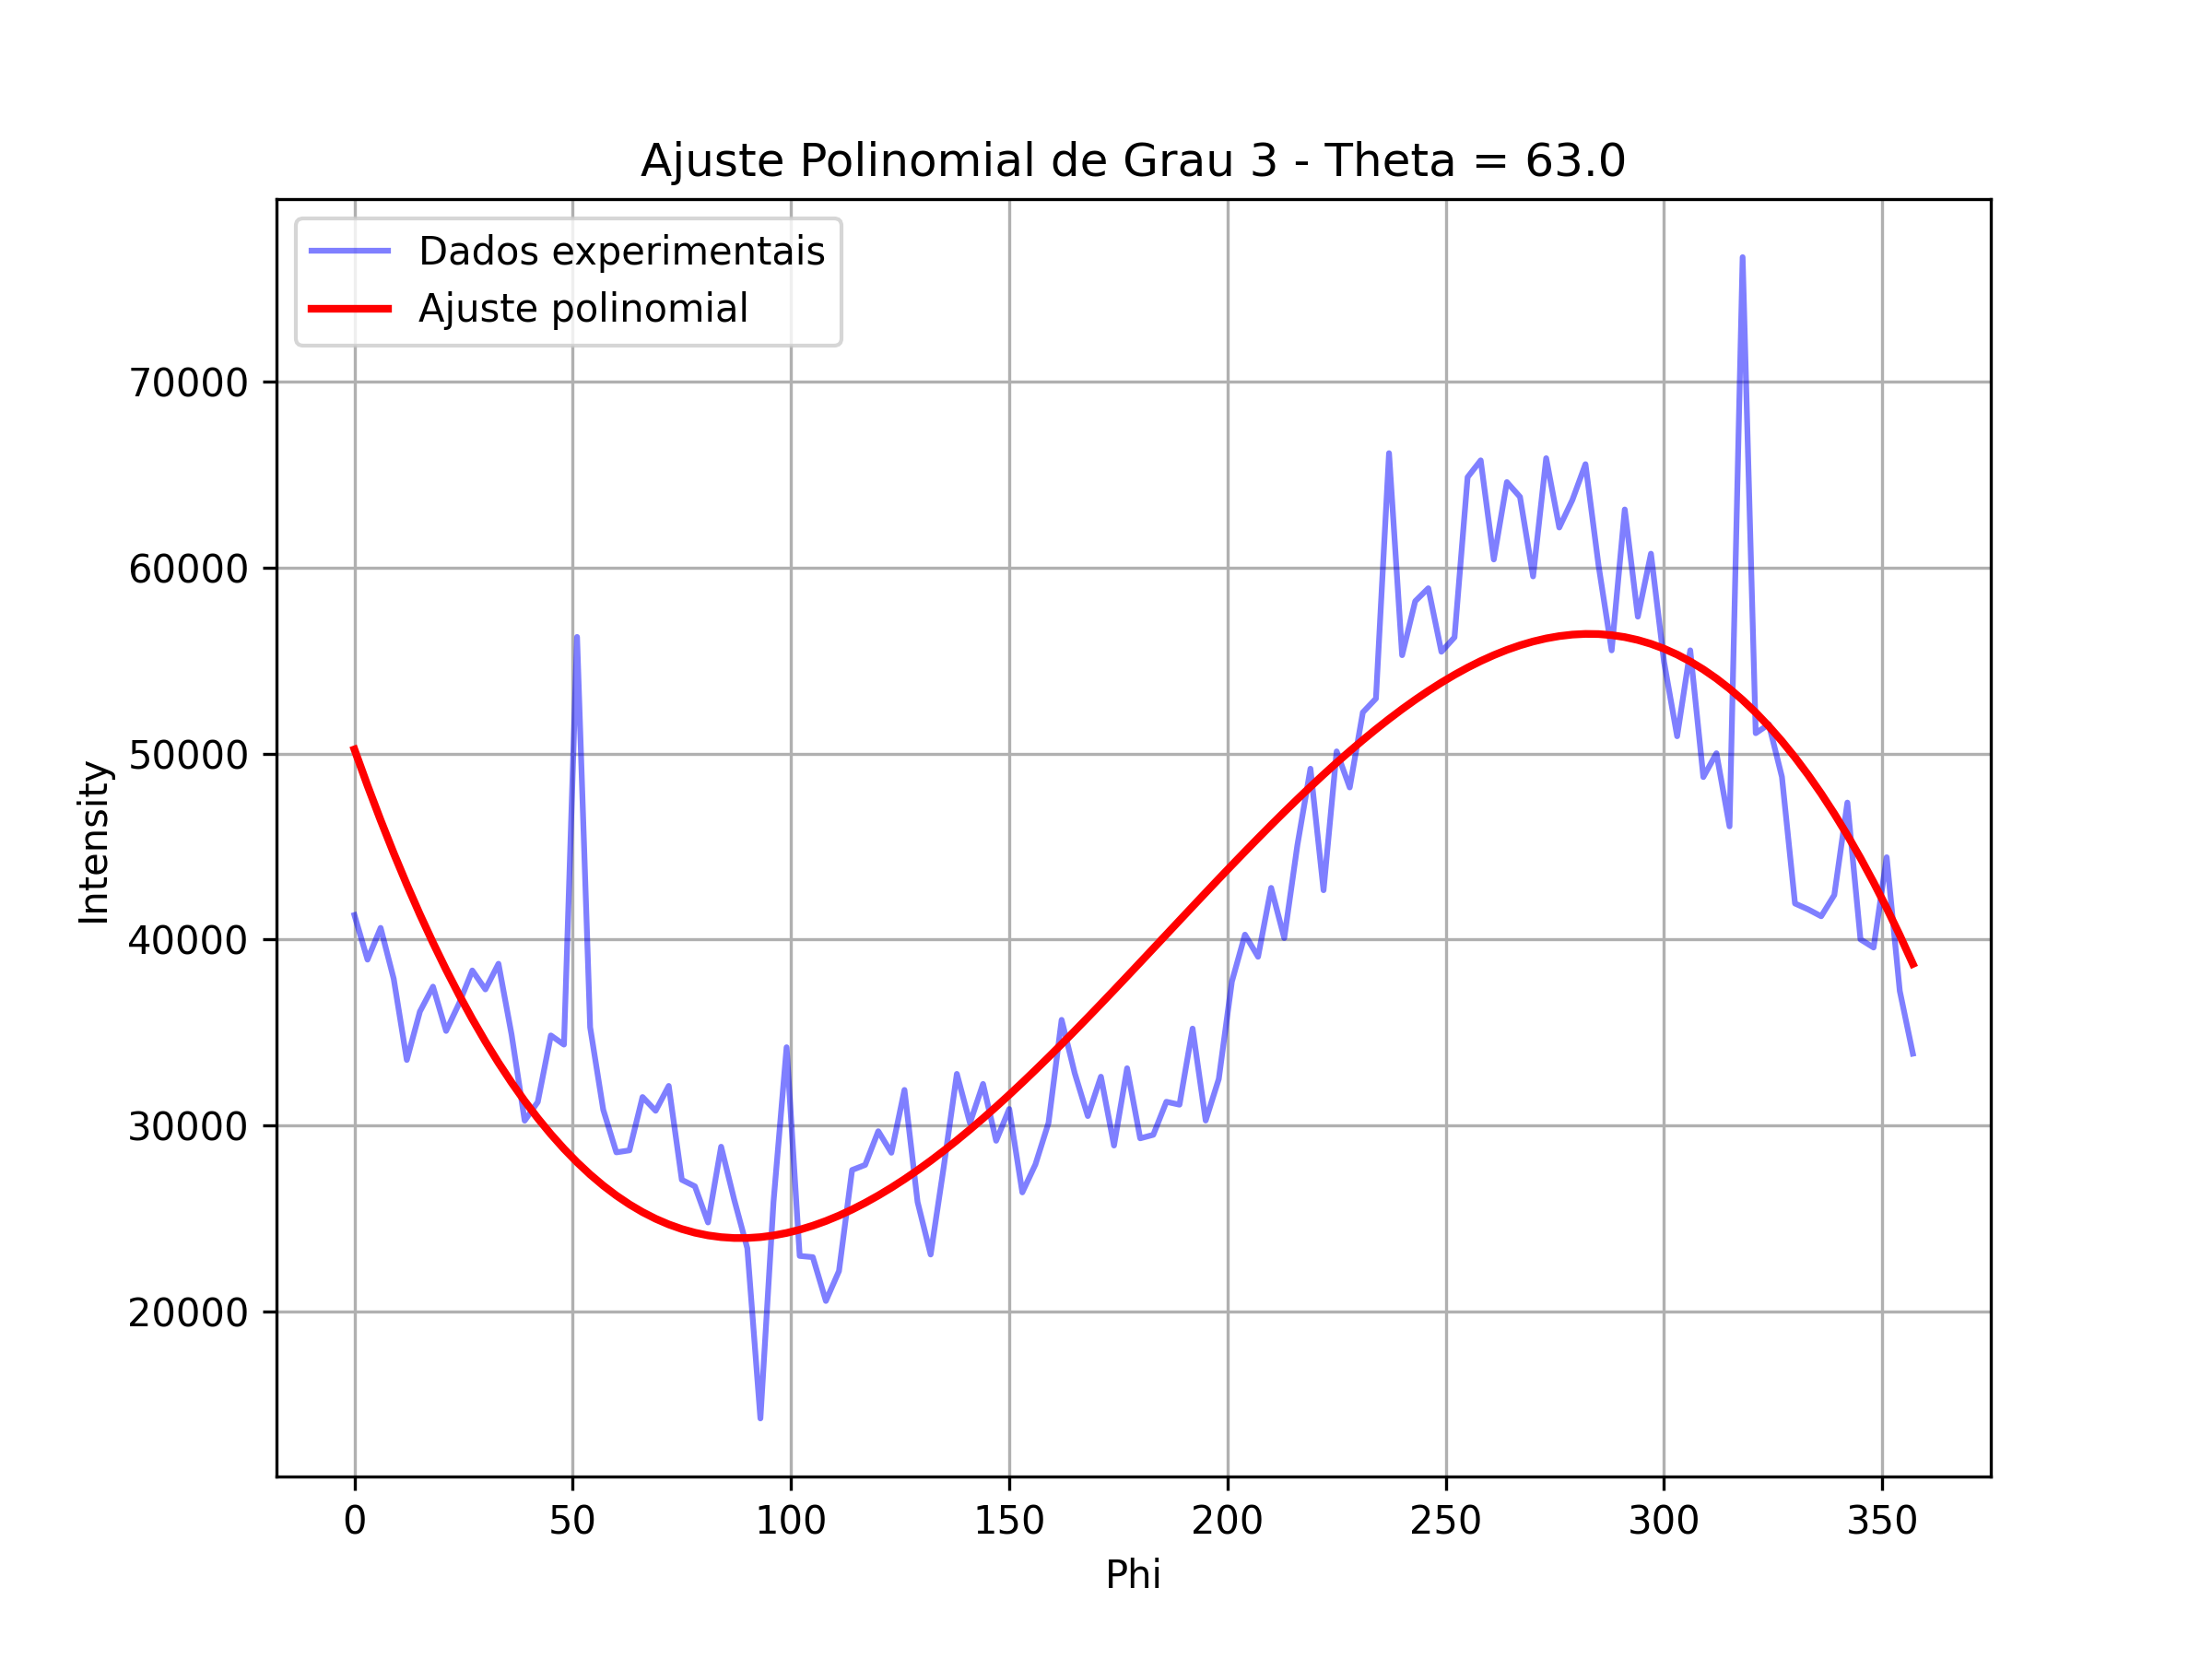 Ajuste Polinomial de Grau 3 - Theta = 63.0
Dados experimentais
Ajuste polinomial
70000
60000
50000
40000
30000
20000
Intensity
0 50 100 150 200 250 300 350
Phi